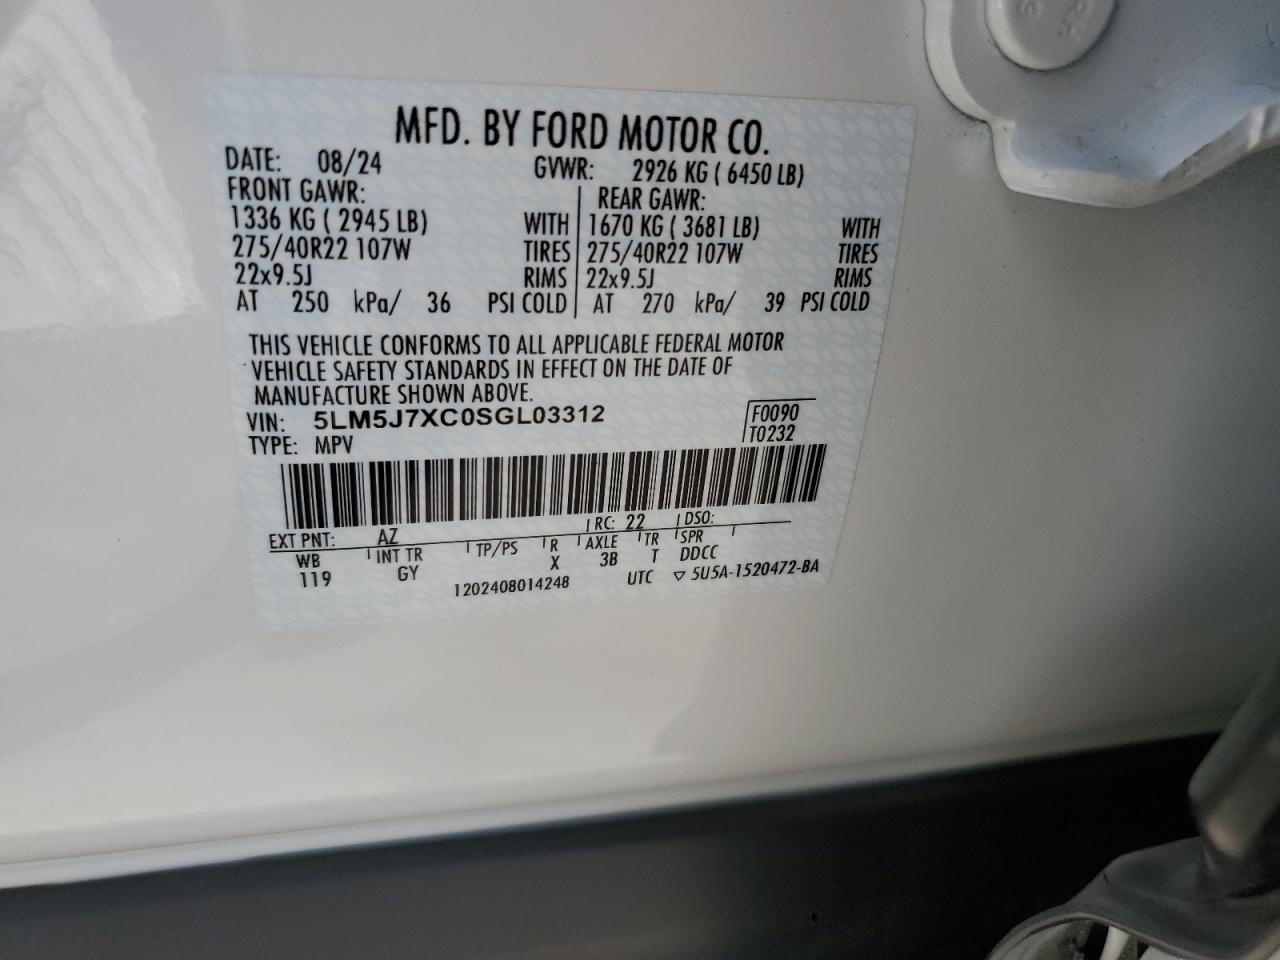 MFD. BY FORD MOTOR CO.
DATE: 08/24 GVWR: 2926 KG ( 6450 LB)
FRONT GAWR: REAR GAWR:
1336 KG ( 2945 LB) WITH 1670 KG ( 3681 LB) WITH
275/40R22 107W TIRES 275/40R22 107W TIRES
22x9.5J RIMS 22x9.5J RIMS
AT 250 kPa/ 36 PSI COLD AT 270 kPa/ 39 PSI COLD
THIS VEHICLE CONFORMS TO ALL APPLICABLE FEDERAL MOTOR
VEHICLE SAFETY STANDARDS IN EFFECT ON THE DATE OF
MANUFACTURE SHOWN ABOVE.
VIN: 5LM5J7XC0SGL03312 F0090
TYPE: MPV T0232
EXT PNT: AZ RC: 22 DSO:
WB INT TR TP/PS R AXLE TR SPR
119 GY X 3B T DDCC
1202408014248 UTC ▽ 5U5A-1520472-BA